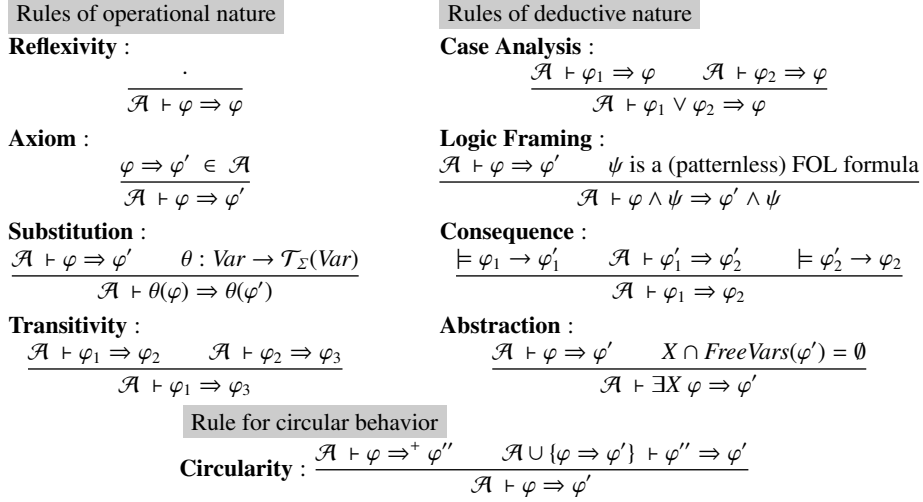 Rules of operational nature
Reflexivity :
·
𝒜 ⊢ φ ⇒ φ
Axiom :
φ ⇒ φ′ ∈ 𝒜
𝒜 ⊢ φ ⇒ φ′
Substitution :
𝒜 ⊢ φ ⇒ φ′ θ : Var → 𝒯Σ(Var)
𝒜 ⊢ θ(φ) ⇒ θ(φ′)
Transitivity :
𝒜 ⊢ φ₁ ⇒ φ₂ 𝒜 ⊢ φ₂ ⇒ φ₃
𝒜 ⊢ φ₁ ⇒ φ₃
Rules of deductive nature
Case Analysis :
𝒜 ⊢ φ₁ ⇒ φ 𝒜 ⊢ φ₂ ⇒ φ
𝒜 ⊢ φ₁ ∨ φ₂ ⇒ φ
Logic Framing :
𝒜 ⊢ φ ⇒ φ′ ψ is a (patternless) FOL formula
𝒜 ⊢ φ ∧ ψ ⇒ φ′ ∧ ψ
Consequence :
⊨ φ₁ → φ′₁ 𝒜 ⊢ φ′₁ ⇒ φ′₂ ⊨ φ′₂ → φ₂
𝒜 ⊢ φ₁ ⇒ φ₂
Abstraction :
𝒜 ⊢ φ ⇒ φ′ X ∩ FreeVars(φ′) = ∅
𝒜 ⊢ ∃X φ ⇒ φ′
Rule for circular behavior
𝒜 ⊢ φ ⇒⁺ φ′′ 𝒜 ∪ {φ ⇒ φ′} ⊢ φ′′ ⇒ φ′
Circularity :
𝒜 ⊢ φ ⇒ φ′